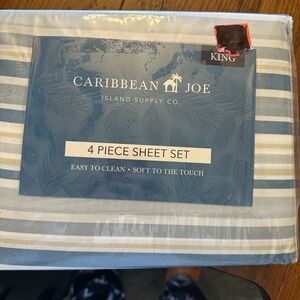 KING
CARIBBEAN JOE
ISLAND SUPPLY CO.
4 PIECE SHEET SET
EASY TO CLEAN • SOFT TO THE TOUCH